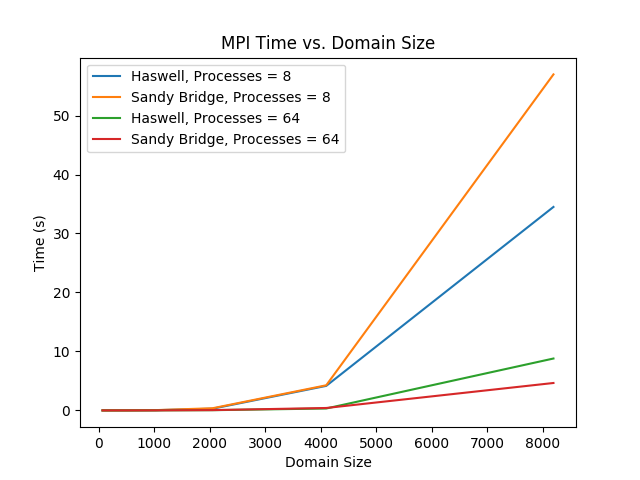 MPI Time vs. Domain Size
Haswell, Processes = 8
Sandy Bridge, Processes = 8
Haswell, Processes = 64
Sandy Bridge, Processes = 64
Time (s)
50
40
30
20
10
0
0 1000 2000 3000 4000 5000 6000 7000 8000
Domain Size